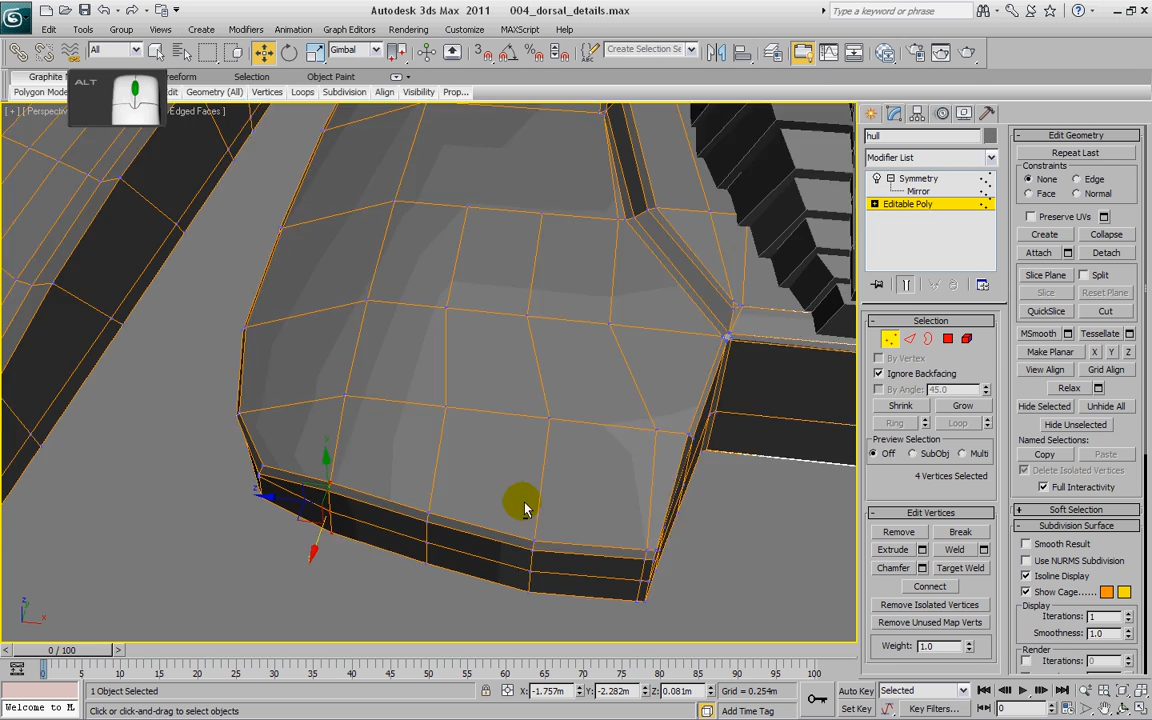 Autodesk 3ds Max 2011    004_dorsal_details.max
Type a keyword or phrase
Edit Tools Group Views Create Modifiers Animation Graph Editors Rendering Customize MAXScript Help
All Gimbal Create Selection Se
Graphite M reeform Selection Object Paint
Polygon Mode dit Geometry (All) Vertices Loops Subdivision Align Visibility Prop...
ALT
[ + ] [ Perspectiv Edged Faces ]
hull
Modifier List
Symmetry
Mirror
Editable Poly
Selection
By Vertex
Ignore Backfacing
By Angle: 45.0
Shrink Grow
Ring Loop
Preview Selection
Off SubObj Multi
4 Vertices Selected
Edit Vertices
Remove Break
Extrude Weld
Chamfer Target Weld
Connect
Remove Isolated Vertices
Remove Unused Map Verts
Weight: 1.0
Edit Geometry
Repeat Last
Constraints
None Edge
Face Normal
Preserve UVs
Create Collapse
Attach Detach
Slice Plane Split
Slice Reset Plane
QuickSlice Cut
MSmooth Tessellate
Make Planar X Y Z
View Align Grid Align
Relax
Hide Selected Unhide All
Hide Unselected
Named Selections:
Copy Paste
Delete Isolated Vertices
Full Interactivity
Soft Selection
Subdivision Surface
Smooth Result
Use NURMS Subdivision
Isoline Display
Show Cage......
Display
Iterations: 1
Smoothness: 1.0
Render
Iterations: 0
z
x
y
z
0 / 100
0 5 10 15 20 25 30 35 40 45 50 55 60 65 70 75 80 85 90 95 100
1 Object Selected X: -1.757m Y: -2.282m Z: 0.081m Grid = 0.254m
Auto Key Selected
Welcome to M Click or click-and-drag to select objects Add Time Tag
Set Key Key Filters... 0